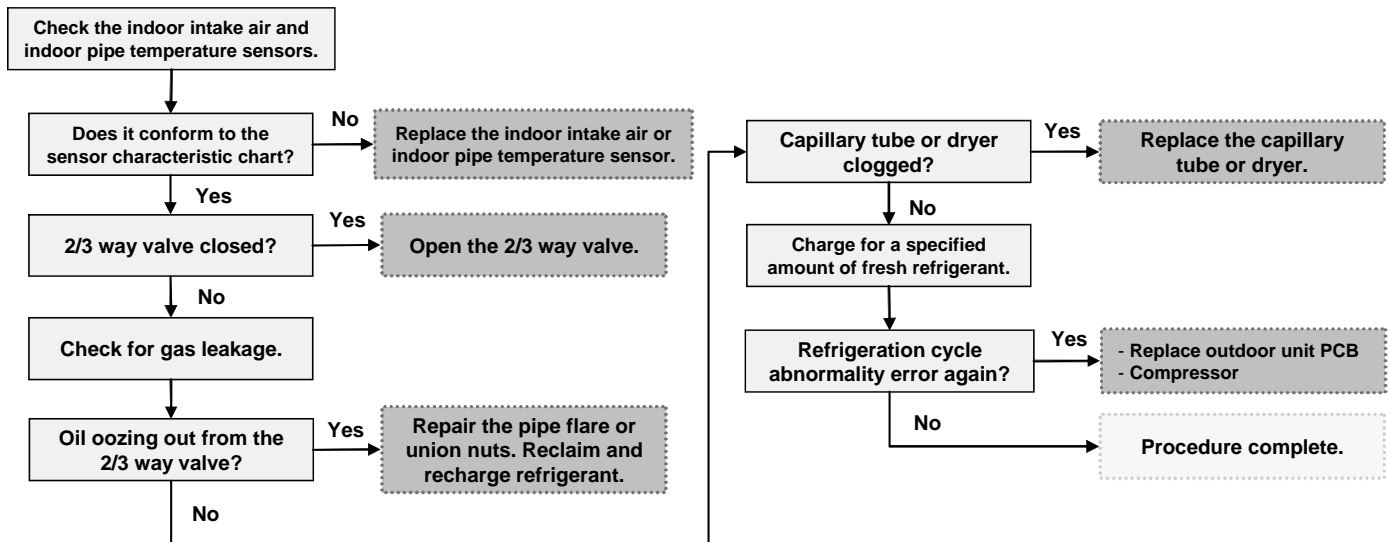 Check the indoor intake air and
indoor pipe temperature sensors.
Does it conform to the
sensor characteristic chart?
No
Replace the indoor intake air or
indoor pipe temperature sensor.
Yes
2/3 way valve closed?
Yes
Open the 2/3 way valve.
No
Check for gas leakage.
Oil oozing out from the
2/3 way valve?
Yes
Repair the pipe flare or
union nuts. Reclaim and
recharge refrigerant.
No
Capillary tube or dryer
clogged?
Yes
Replace the capillary
tube or dryer.
No
Charge for a specified
amount of fresh refrigerant.
Refrigeration cycle
abnormality error again?
Yes
- Replace outdoor unit PCB
- Compressor
No
Procedure complete.